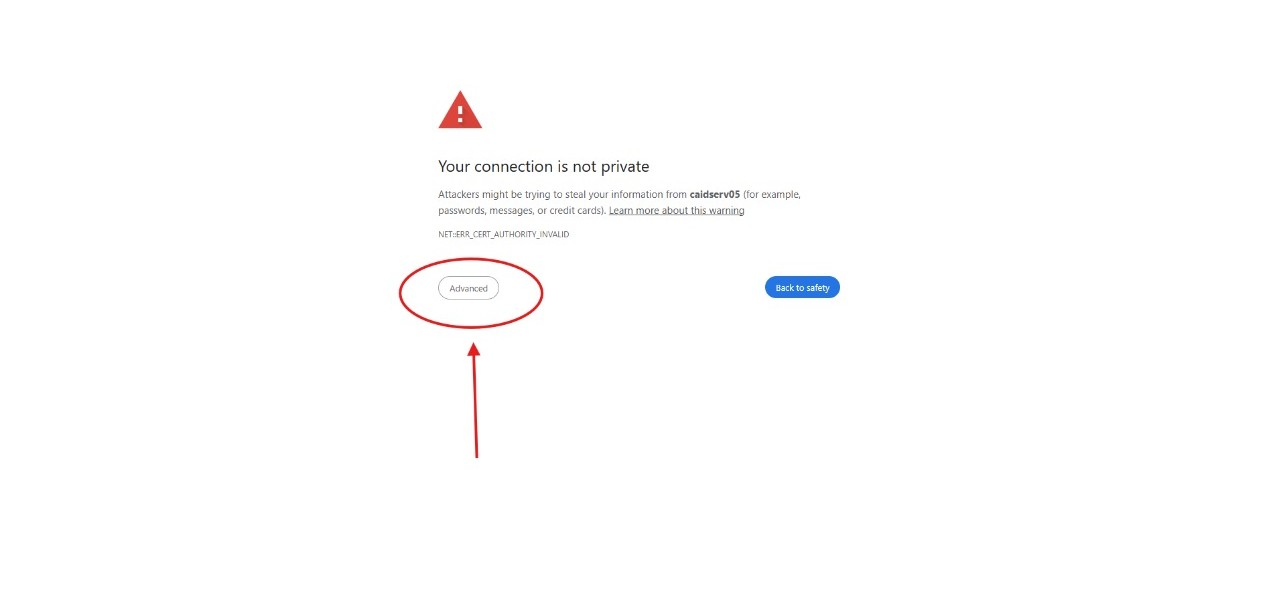 Your connection is not private
Attackers might be trying to steal your information from caidserv05 (for example,
passwords, messages, or credit cards). Learn more about this warning
NET::ERR_CERT_AUTHORITY_INVALID
Advanced
Back to safety